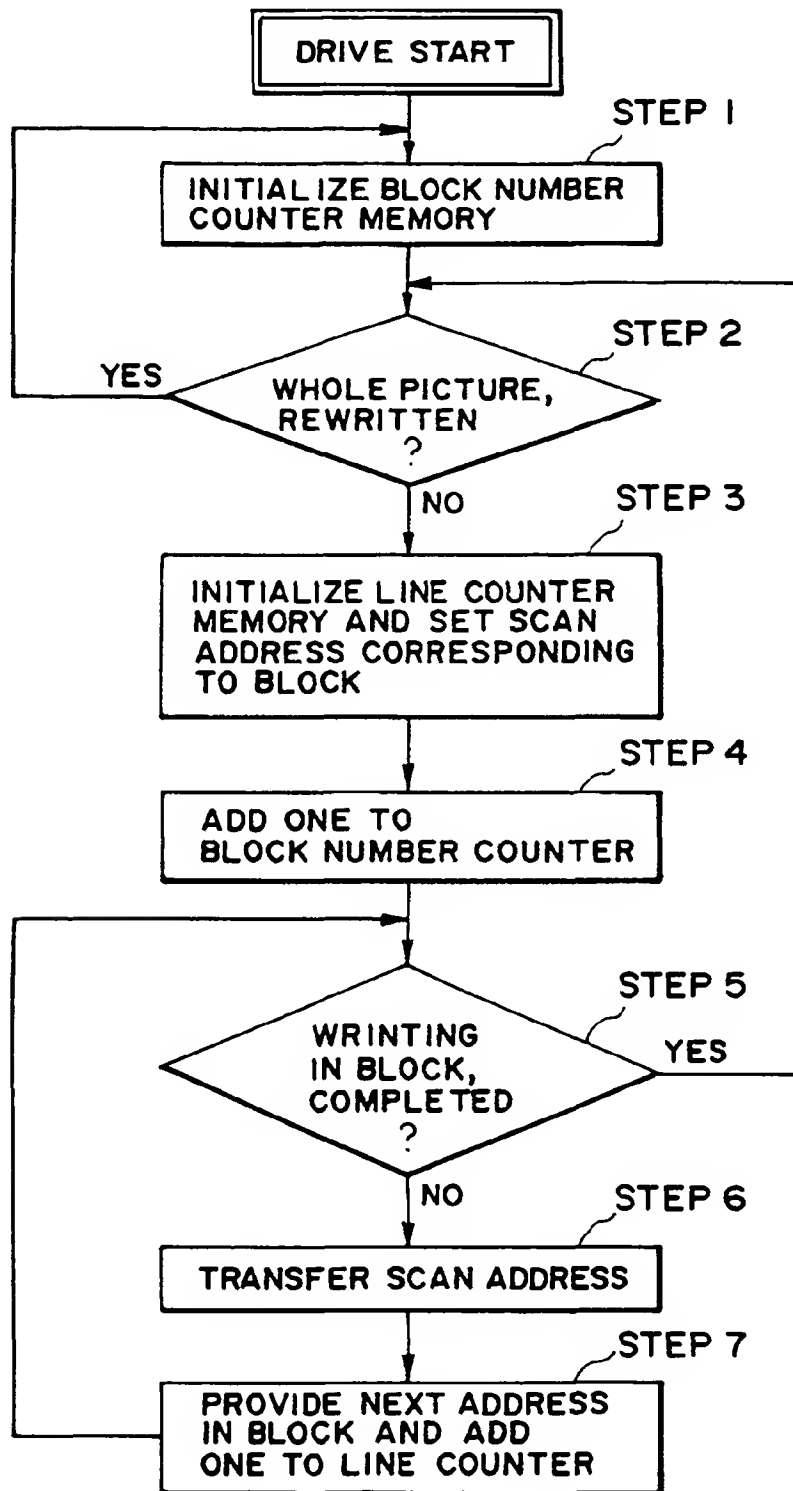 DRIVE START
STEP 1
INITIALIZE BLOCK NUMBER
COUNTER MEMORY
STEP 2
YES
WHOLE PICTURE,
REWRITTEN
?
NO
STEP 3
INITIALIZE LINE COUNTER
MEMORY AND SET SCAN
ADDRESS CORRESPONDING
TO BLOCK
STEP 4
ADD ONE TO
BLOCK NUMBER COUNTER
STEP 5
WRINTING
IN BLOCK,
COMPLETED
?
YES
NO
STEP 6
TRANSFER SCAN ADDRESS
STEP 7
PROVIDE NEXT ADDRESS
IN BLOCK AND ADD
ONE TO LINE COUNTER